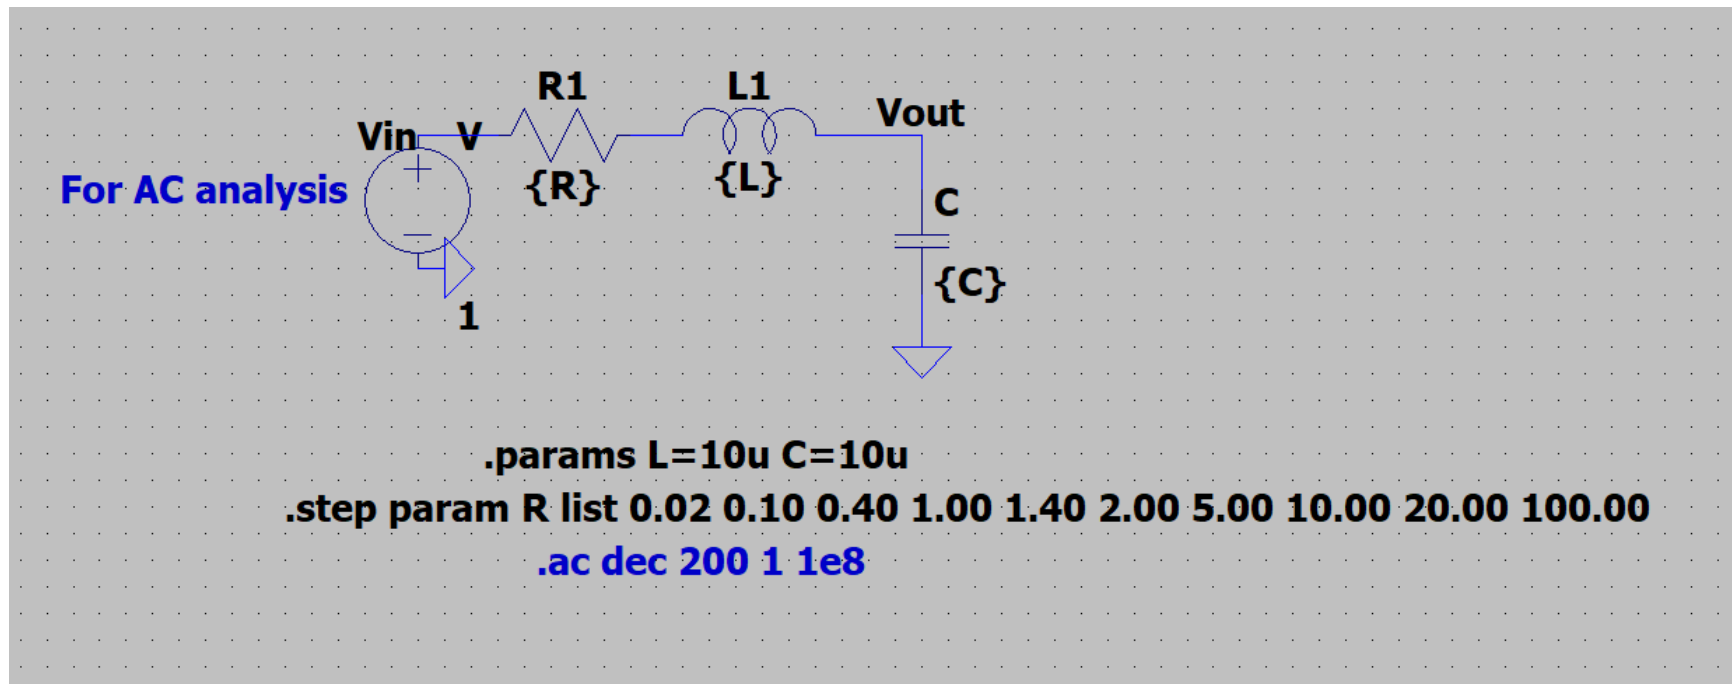 R1
L1
Vout
Vin
V
{R}
{L}
For AC analysis
C
{C}
1
.params L=10u C=10u
.step param R list 0.02 0.10 0.40 1.00 1.40 2.00 5.00 10.00 20.00 100.00
.ac dec 200 1 1e8